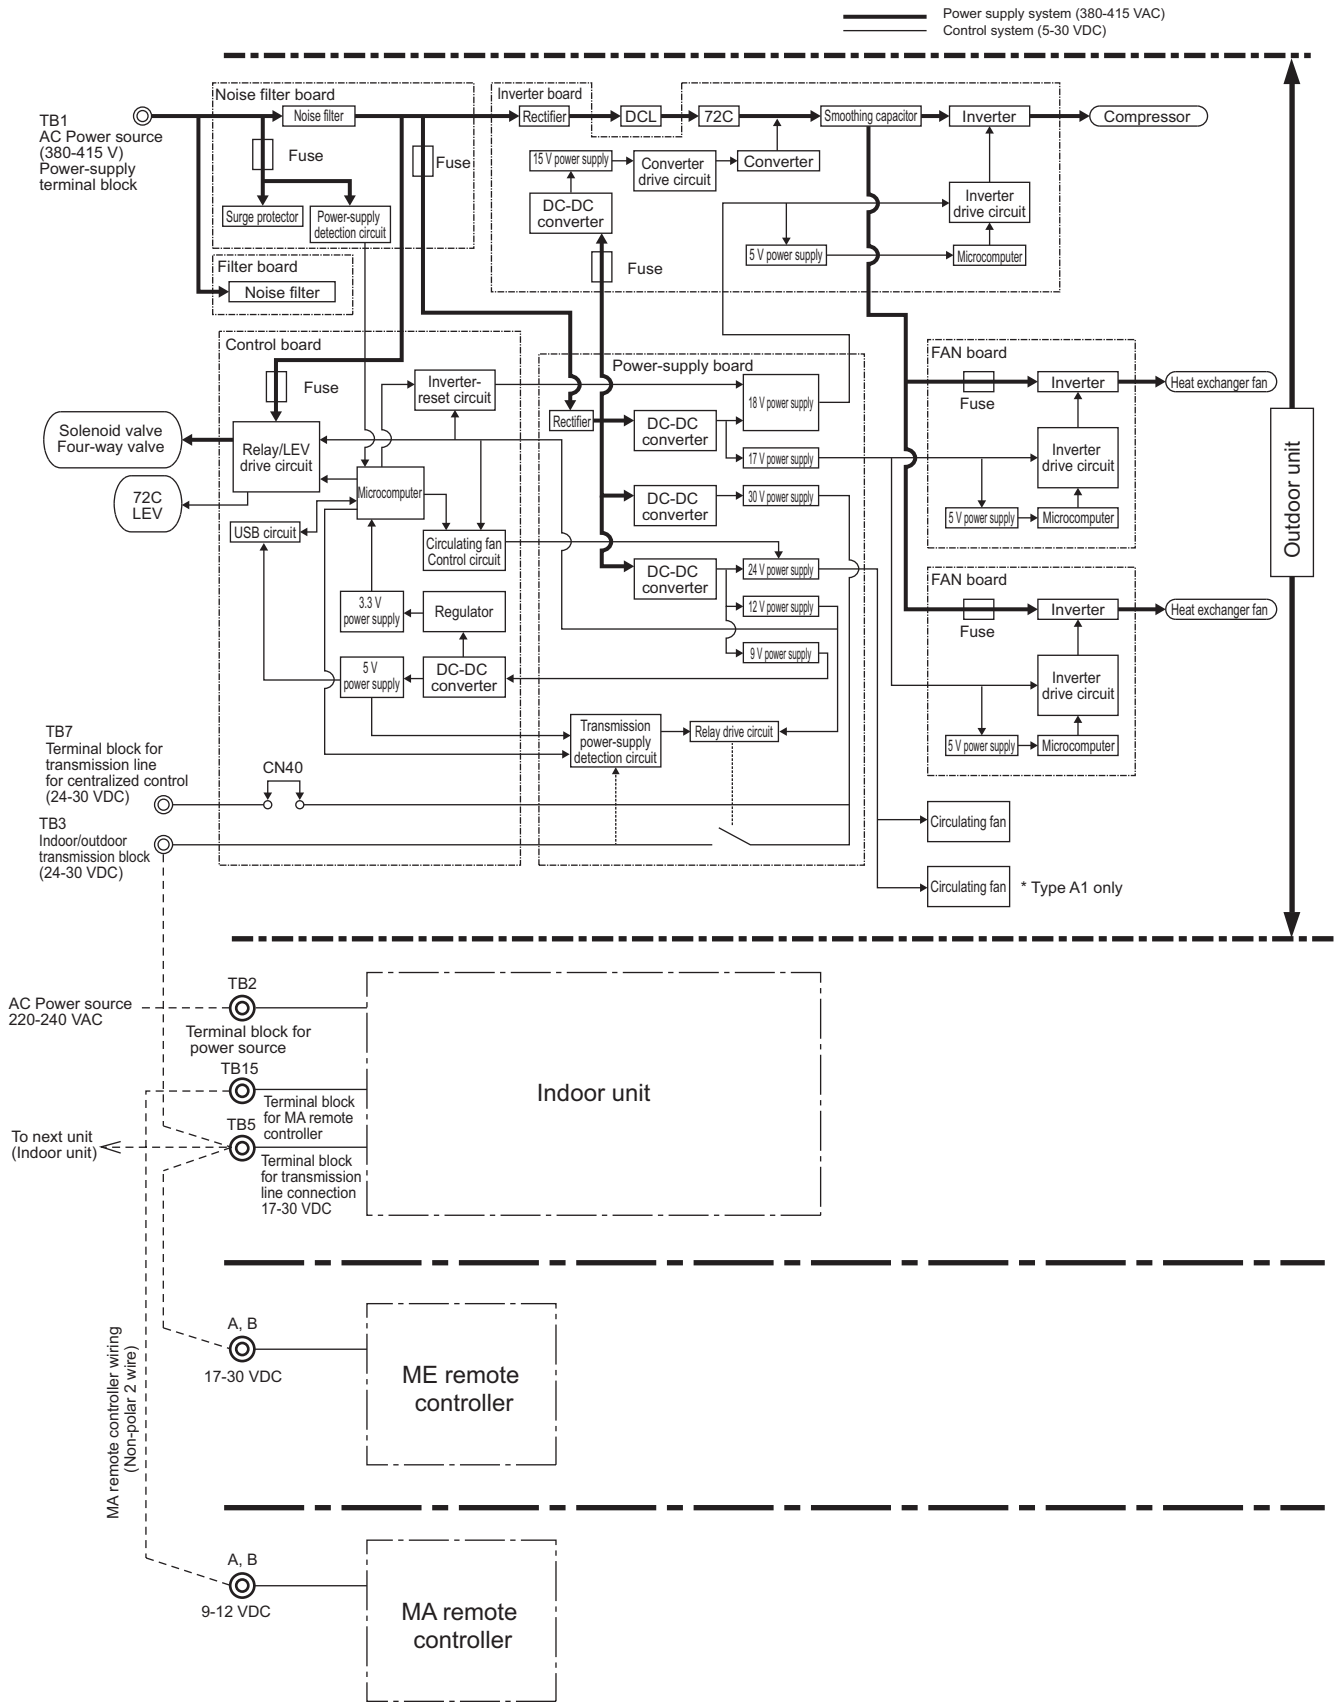 Power supply system (380-415 VAC)
Control system (5-30 VDC)
Noise filter board
Inverter board
TB1
AC Power source
(380-415 V)
Power-supply
terminal block
Noise filter
Rectifier
DCL
72C
Smoothing capacitor
Inverter
Compressor
Fuse
Fuse
15 V power supply
Converter
drive circuit
Converter
Surge protector
Power-supply
detection circuit
DC-DC
converter
Inverter
drive circuit
5 V power supply
Microcomputer
Filter board
Noise filter
Fuse
Control board
Power-supply board
FAN board
Fuse
Inverter-
reset circuit
18 V power supply
Fuse
Inverter
Heat exchanger fan
Solenoid valve
Four-way valve
Relay/LEV
drive circuit
Rectifier
DC-DC
converter
17 V power supply
Inverter
drive circuit
72C
LEV
Microcomputer
DC-DC
converter
30 V power supply
5 V power supply
Microcomputer
USB circuit
Circulating fan
Control circuit
DC-DC
converter
24 V power supply
FAN board
Fuse
Inverter
Heat exchanger fan
3.3 V
power supply
Regulator
12 V power supply
5 V
power supply
DC-DC
converter
9 V power supply
Inverter
drive circuit
5 V power supply
Microcomputer
Transmission
power-supply
detection circuit
Relay drive circuit
Outdoor unit
TB7
Terminal block for
transmission line
for centralized control
(24-30 VDC)
CN40
TB3
Indoor/outdoor
transmission block
(24-30 VDC)
Circulating fan
Circulating fan
* Type A1 only
TB2
AC Power source
220-240 VAC
Terminal block for
power source
TB15
Terminal block
for MA remote
controller
Indoor unit
TB5
To next unit
(Indoor unit)
Terminal block
for transmission
line connection
17-30 VDC
MA remote controller wiring
(Non-polar 2 wire)
A, B
17-30 VDC
ME remote
controller
A, B
9-12 VDC
MA remote
controller